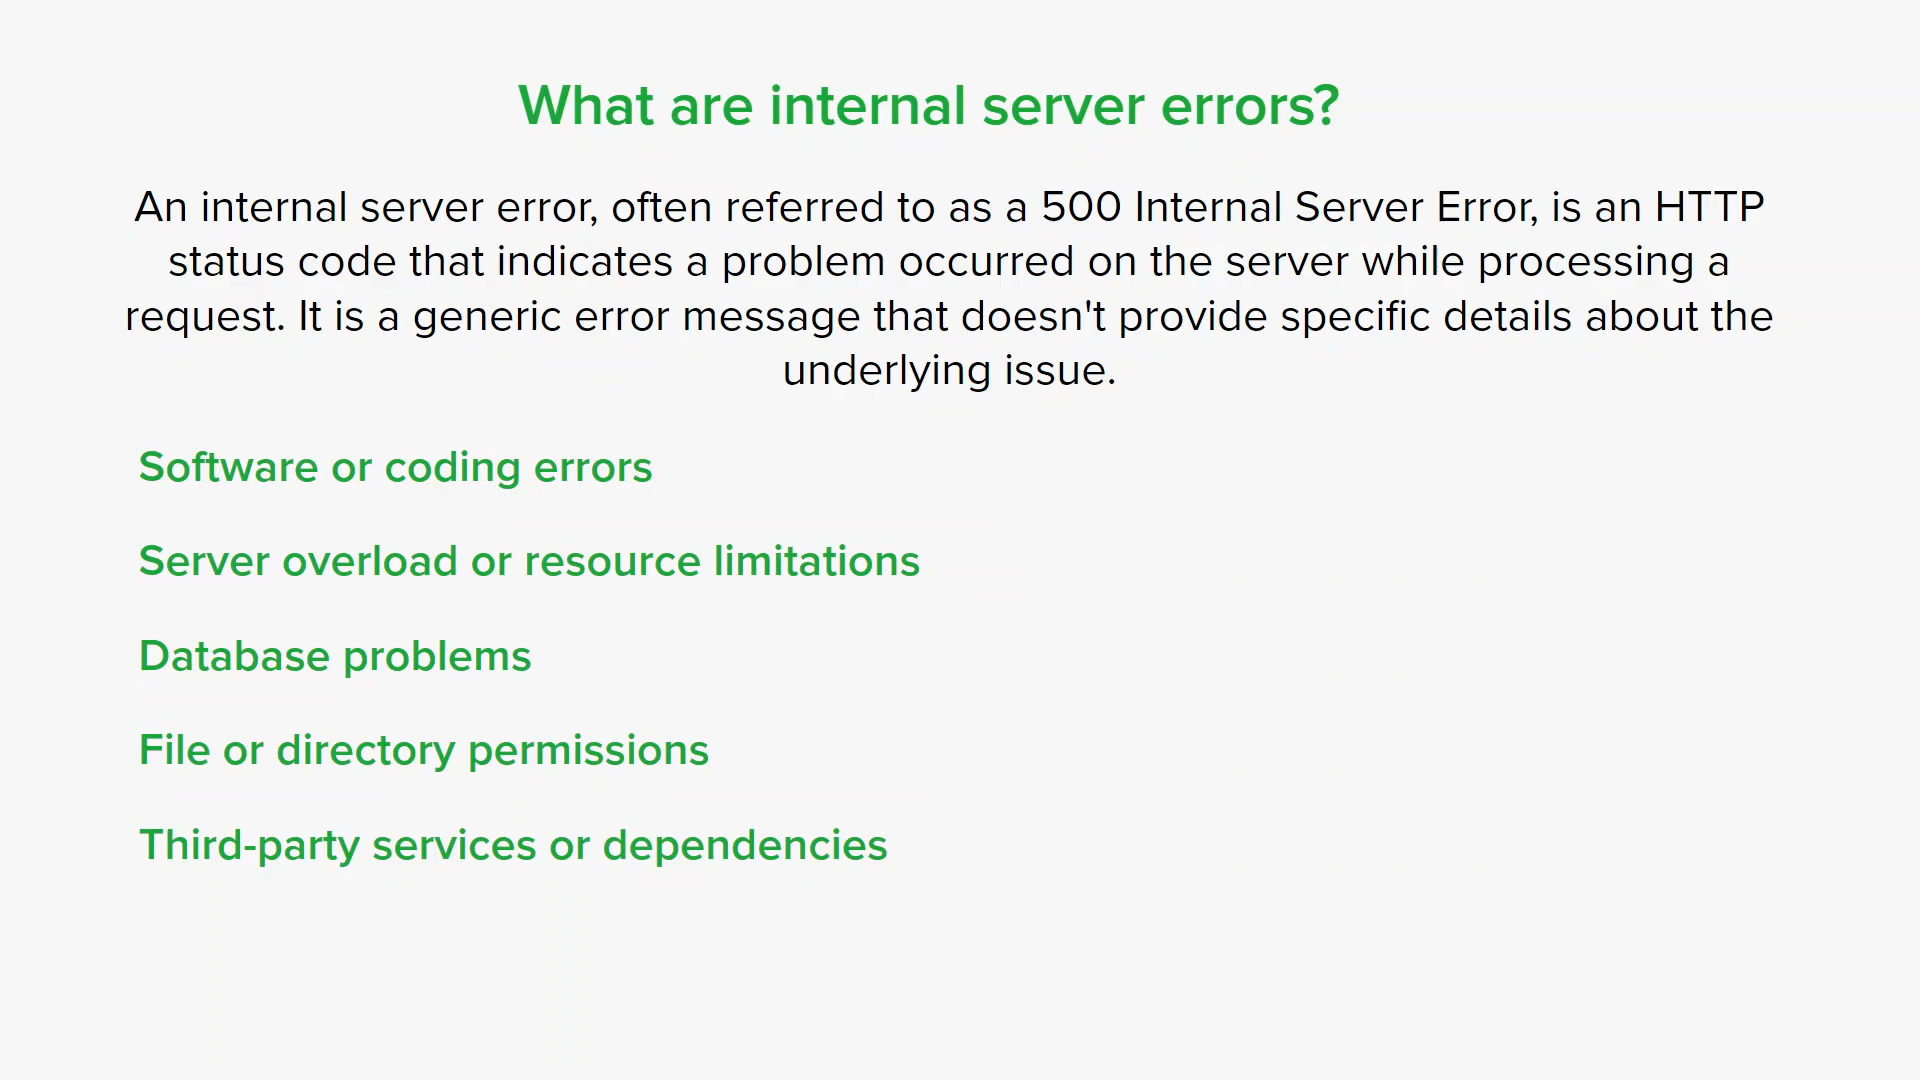 What are internal server errors?
An internal server error, often referred to as a 500 Internal Server Error, is an HTTP
status code that indicates a problem occurred on the server while processing a
request. It is a generic error message that doesn't provide specific details about the
underlying issue.
Software or coding errors
Server overload or resource limitations
Database problems
File or directory permissions
Third-party services or dependencies